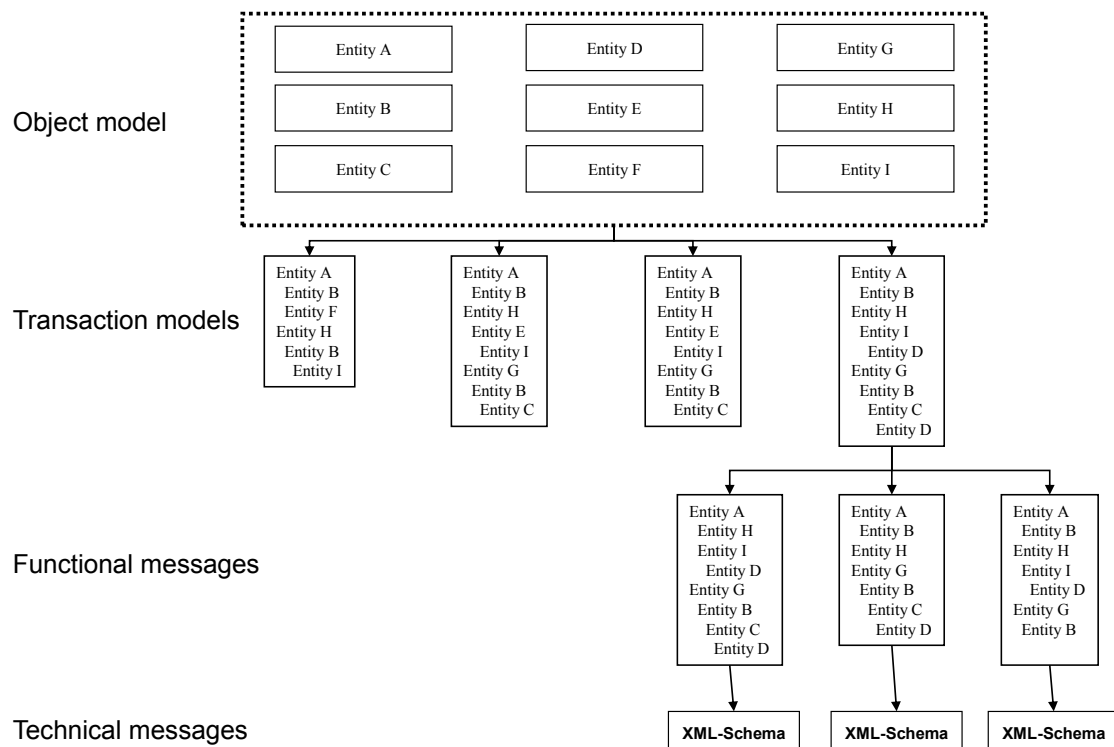 Entity A
Entity D
Entity G
Object model
Entity B
Entity E
Entity H
Entity C
Entity F
Entity I
Transaction models
Entity A
Entity B
Entity F
Entity H
Entity B
Entity I
Entity A
Entity B
Entity H
Entity E
Entity I
Entity G
Entity B
Entity C
Entity A
Entity B
Entity H
Entity E
Entity I
Entity G
Entity B
Entity C
Entity A
Entity B
Entity H
Entity I
Entity D
Entity G
Entity B
Entity C
Entity D
Functional messages
Entity A
Entity H
Entity I
Entity D
Entity G
Entity B
Entity C
Entity D
Entity A
Entity B
Entity H
Entity G
Entity B
Entity C
Entity D
Entity A
Entity B
Entity H
Entity I
Entity D
Entity G
Entity B
Technical messages
XML-Schema
XML-Schema
XML-Schema